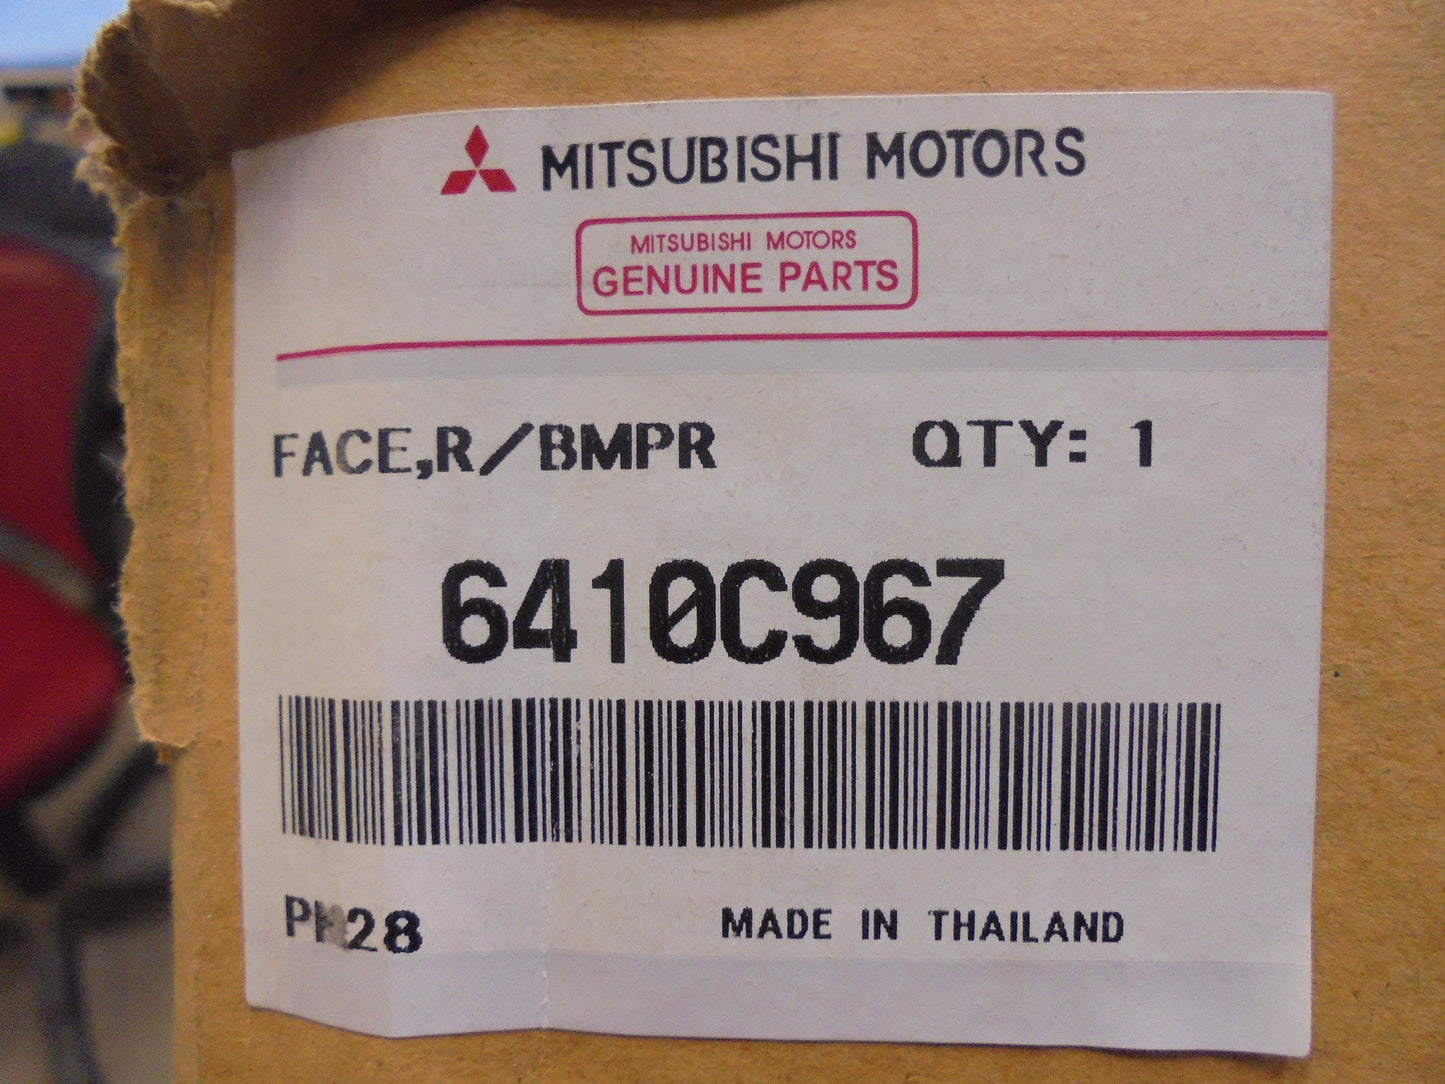 MITSUBISHI MOTORS
MITSUBISHI MOTORS
GENUINE PARTS
FACE,R/BMPR QTY: 1
6410C967
MADE IN THAILAND